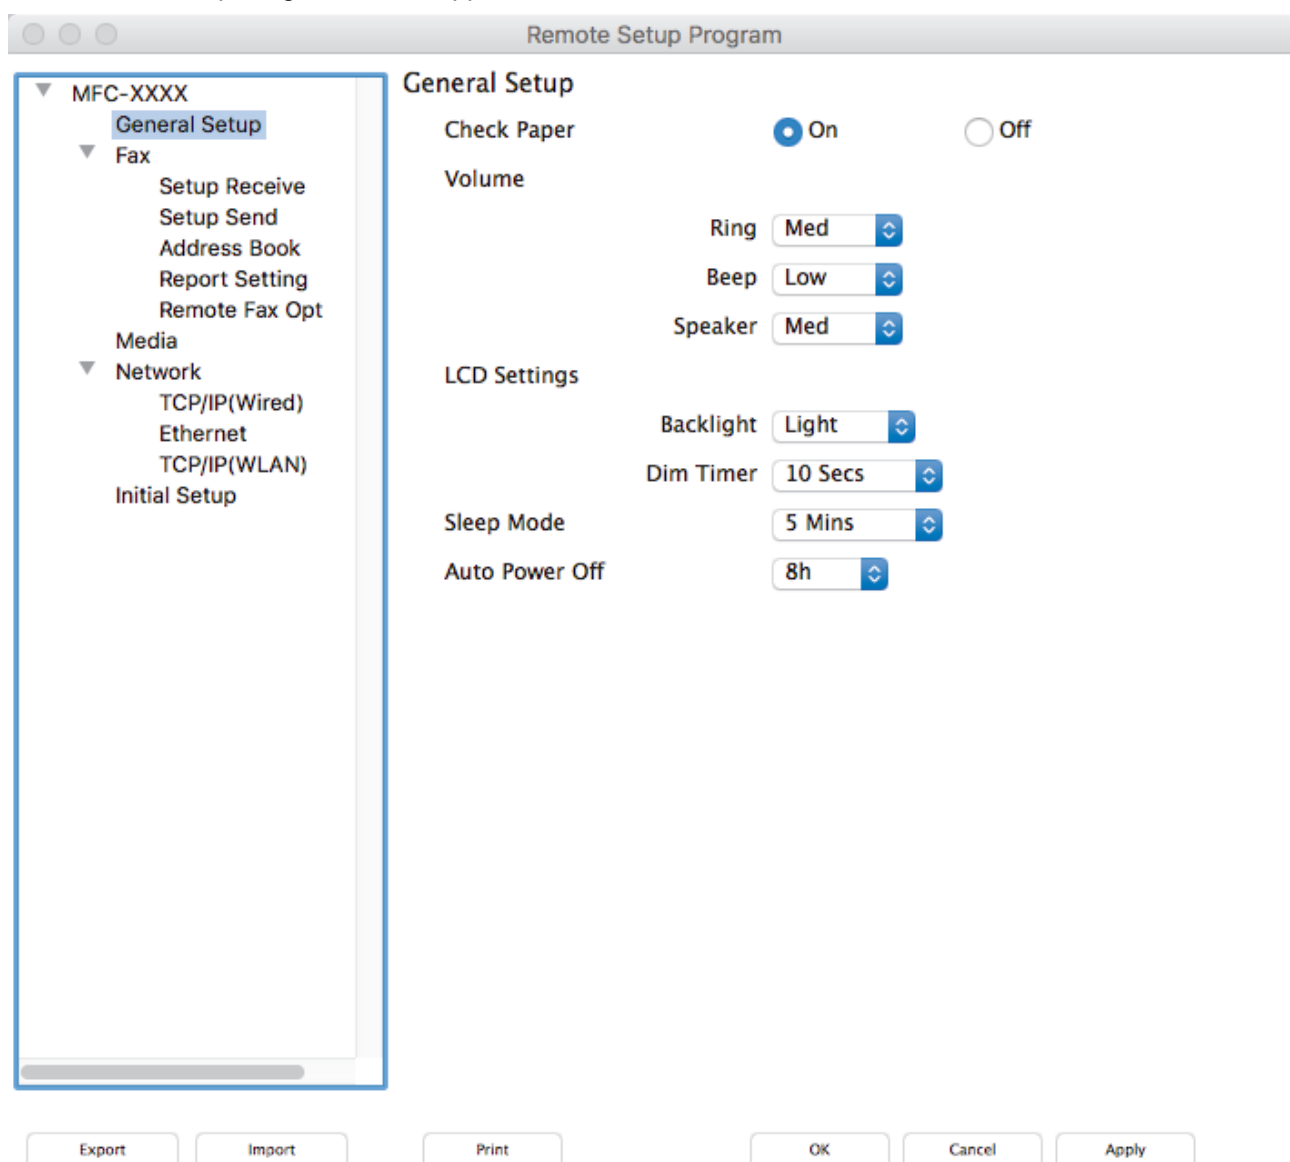 Remote Setup Program
MFC-XXXX
General Setup
Fax
Setup Receive
Setup Send
Address Book
Report Setting
Remote Fax Opt
Media
Network
TCP/IP(Wired)
Ethernet
TCP/IP(WLAN)
Initial Setup
General Setup
Check Paper On Off
Volume
Ring Med
Beep Low
Speaker Med
LCD Settings
Backlight Light
Dim Timer 10 Secs
Sleep Mode 5 Mins
Auto Power Off 8h
Export Import Print OK Cancel Apply